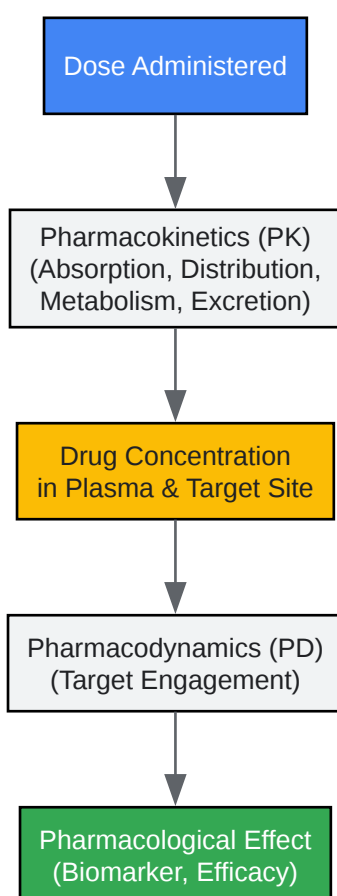 Dose Administered
Pharmacokinetics (PK)
(Absorption, Distribution,
Metabolism, Excretion)
Drug Concentration
in Plasma & Target Site
Pharmacodynamics (PD)
(Target Engagement)
Pharmacological Effect
(Biomarker, Efficacy)